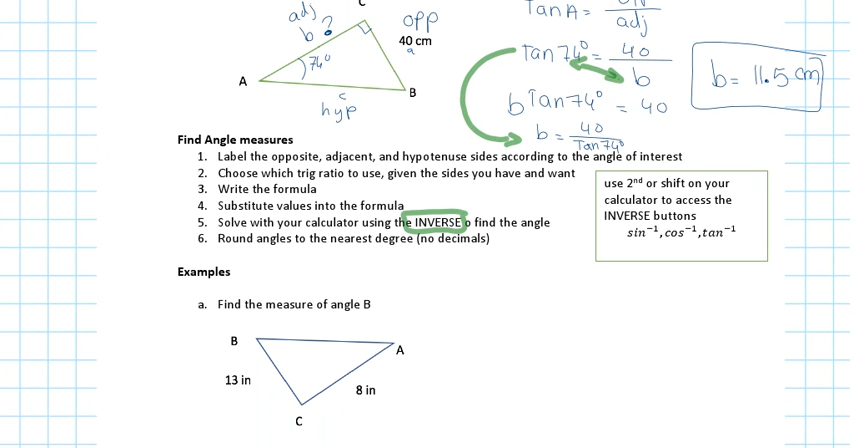 C
adj
b ?
opp
40 cm
a
74°
A
c
B
hyp
Tan A =
adj
Tan 74° = 40
b
b Tan 74° = 40
b = 40
Tan 74°
b = 11.5 cm
Find Angle measures
1. Label the opposite, adjacent, and hypotenuse sides according to the angle of interest
2. Choose which trig ratio to use, given the sides you have and want
3. Write the formula
4. Substitute values into the formula
5. Solve with your calculator using the INVERSE o find the angle
6. Round angles to the nearest degree (no decimals)
use 2nd or shift on your
calculator to access the
INVERSE buttons
sin⁻¹, cos⁻¹, tan⁻¹
Examples
a. Find the measure of angle B
B
A
13 in
8 in
C